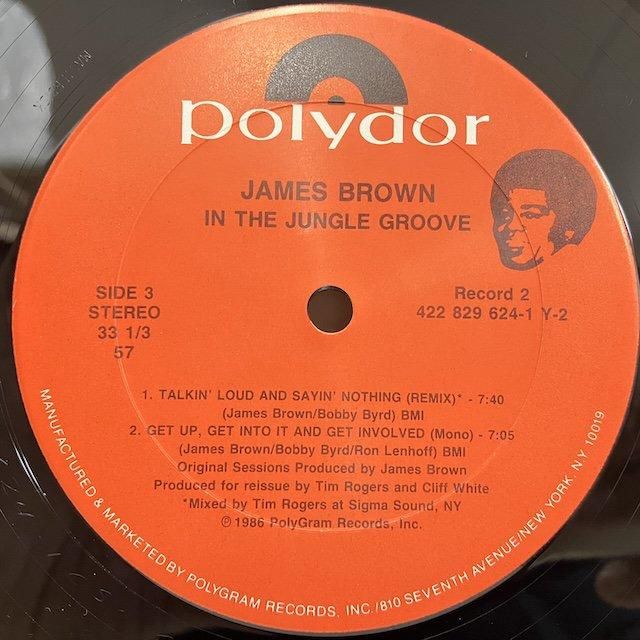 polydor
JAMES BROWN
IN THE JUNGLE GROOVE
SIDE 3
STEREO
33 1/3
57
Record 2
422 829 624-1 Y-2
1. TALKIN' LOUD AND SAYIN' NOTHING (REMIX)* - 7:40
(James Brown/Bobby Byrd) BMI
2. GET UP, GET INTO IT AND GET INVOLVED (Mono) - 7:05
(James Brown/Bobby Byrd/Ron Lenhoff) BMI
Original Sessions Produced by James Brown
Produced for reissue by Tim Rogers and Cliff White
*Mixed by Tim Rogers at Sigma Sound, NY
℗ 1986 PolyGram Records, Inc.
MANUFACTURED & MARKETED BY POLYGRAM RECORDS, INC./810 SEVENTH AVENUE/NEW YORK, N.Y. 10019